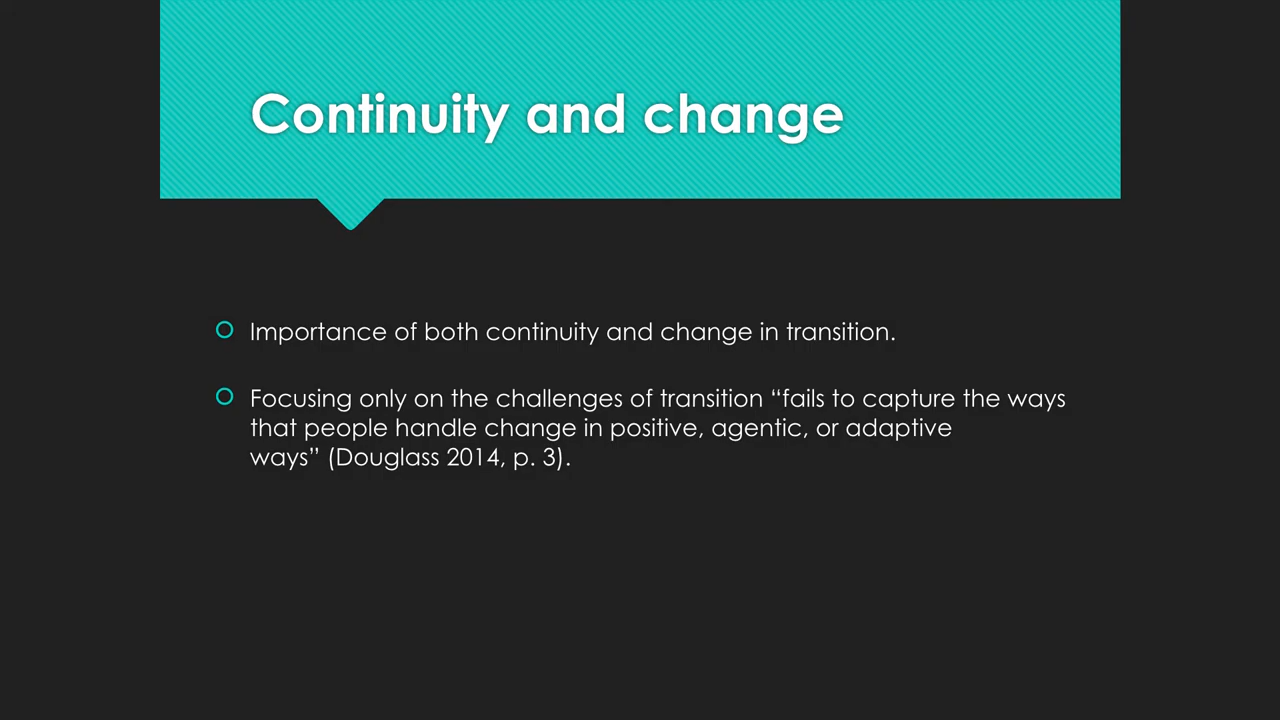 Continuity and change
Importance of both continuity and change in transition.
Focusing only on the challenges of transition “fails to capture the ways
that people handle change in positive, agentic, or adaptive
ways” (Douglass 2014, p. 3).